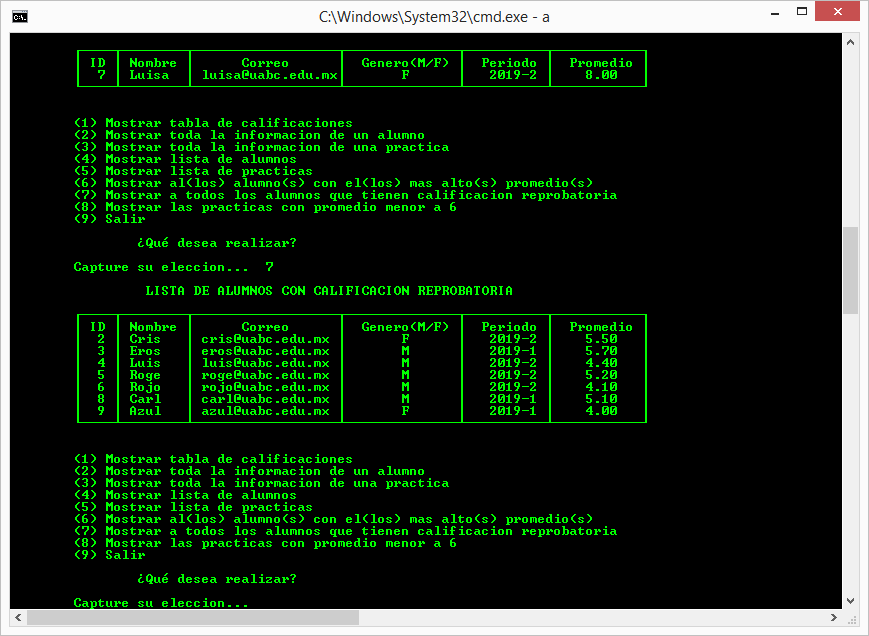 C:\Windows\System32\cmd.exe - a
ID Nombre Correo Genero(M/F) Periodo Promedio
7 Luisa luisa@uabc.edu.mx F 2019-2 8.00
(1) Mostrar tabla de calificaciones
(2) Mostrar toda la informacion de un alumno
(3) Mostrar toda la informacion de una practica
(4) Mostrar lista de alumnos
(5) Mostrar lista de practicas
(6) Mostrar al(los) alumno(s) con el(los) mas alto(s) promedio(s)
(7) Mostrar a todos los alumnos que tienen calificacion reprobatoria
(8) Mostrar las practicas con promedio menor a 6
(9) Salir
¿Qué desea realizar?
Capture su eleccion... 7
LISTA DE ALUMNOS CON CALIFICACION REPROBATORIA
ID Nombre Correo Genero(M/F) Periodo Promedio
2 Cris cris@uabc.edu.mx F 2019-2 5.50
3 Eros eros@uabc.edu.mx M 2019-1 5.70
4 Luis luis@uabc.edu.mx M 2019-2 4.40
5 Roge roge@uabc.edu.mx M 2019-2 5.20
6 Rojo rojo@uabc.edu.mx M 2019-2 4.10
8 Carl carl@uabc.edu.mx M 2019-1 5.10
9 Azul azul@uabc.edu.mx F 2019-1 4.00
(1) Mostrar tabla de calificaciones
(2) Mostrar toda la informacion de un alumno
(3) Mostrar toda la informacion de una practica
(4) Mostrar lista de alumnos
(5) Mostrar lista de practicas
(6) Mostrar al(los) alumno(s) con el(los) mas alto(s) promedio(s)
(7) Mostrar a todos los alumnos que tienen calificacion reprobatoria
(8) Mostrar las practicas con promedio menor a 6
(9) Salir
¿Qué desea realizar?
Capture su eleccion...